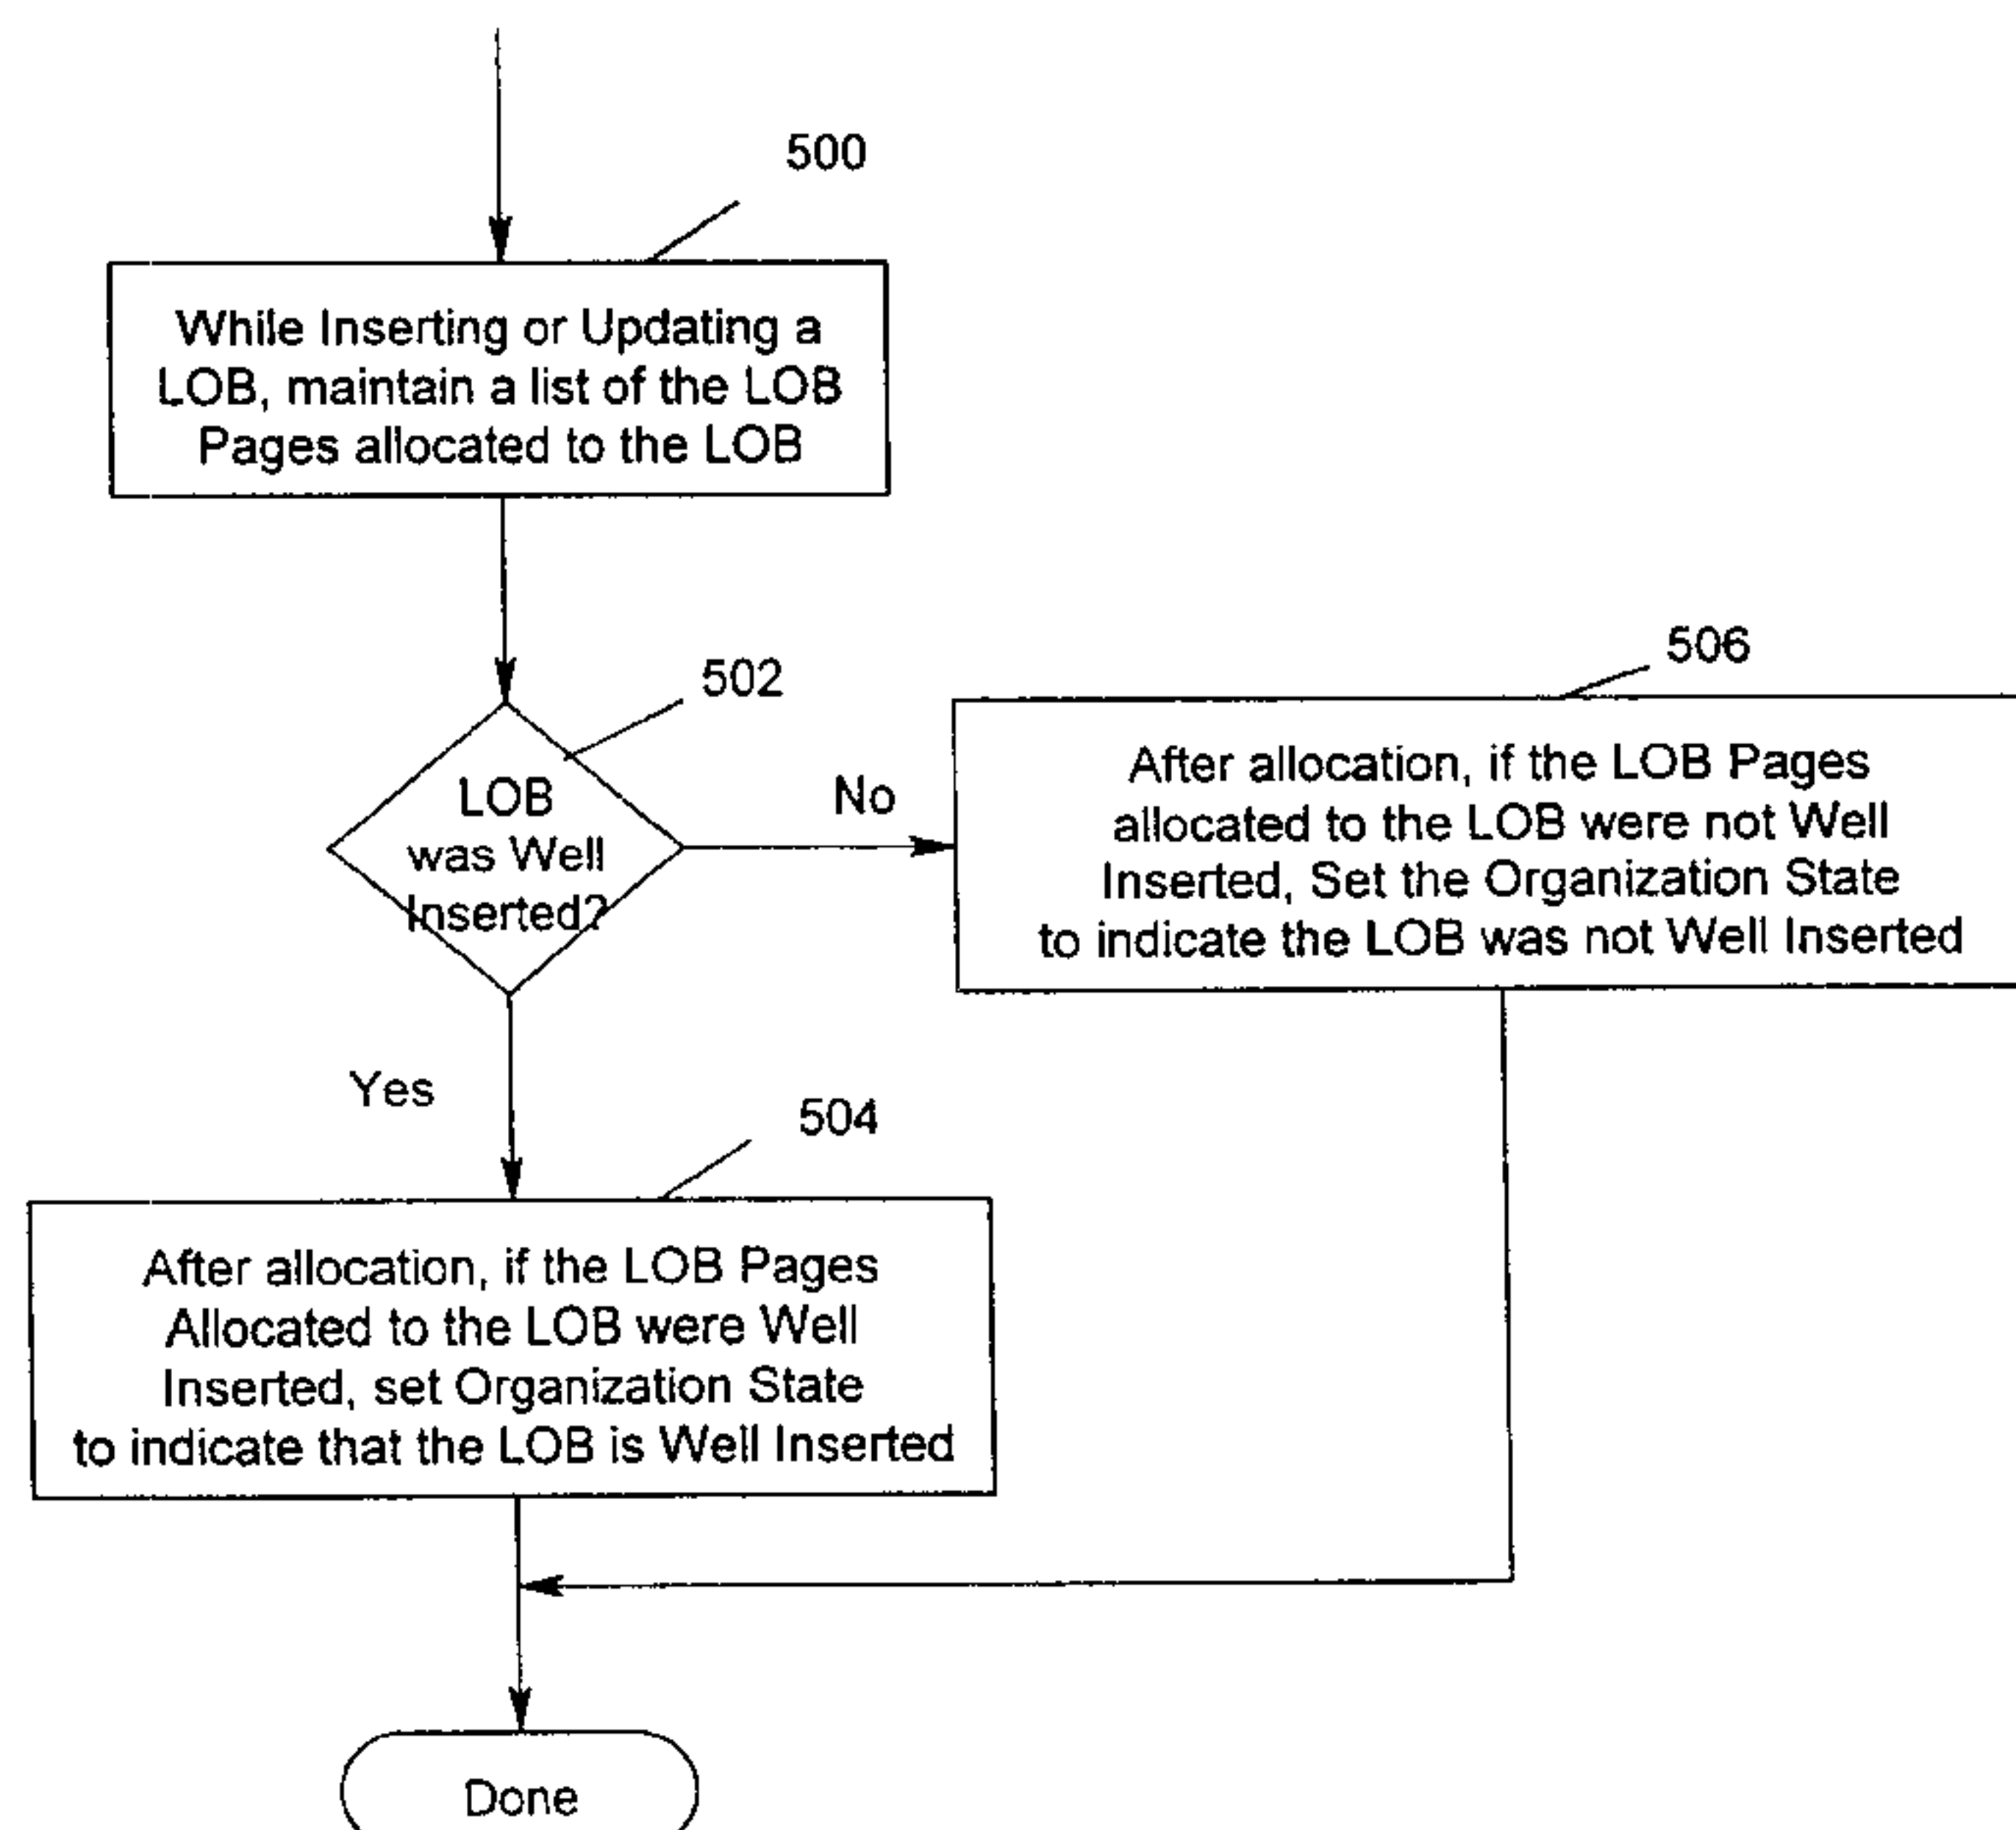 500
While Inserting or Updating a
LOB, maintain a list of the LOB
Pages allocated to the LOB
502
LOB
was Well
Inserted?
No
506
After allocation, if the LOB Pages
allocated to the LOB were not Well
Inserted, Set the Organization State
to indicate the LOB was not Well Inserted
Yes
504
After allocation, if the LOB Pages
Allocated to the LOB were Well
Inserted, set Organization State
to indicate that the LOB is Well Inserted
Done